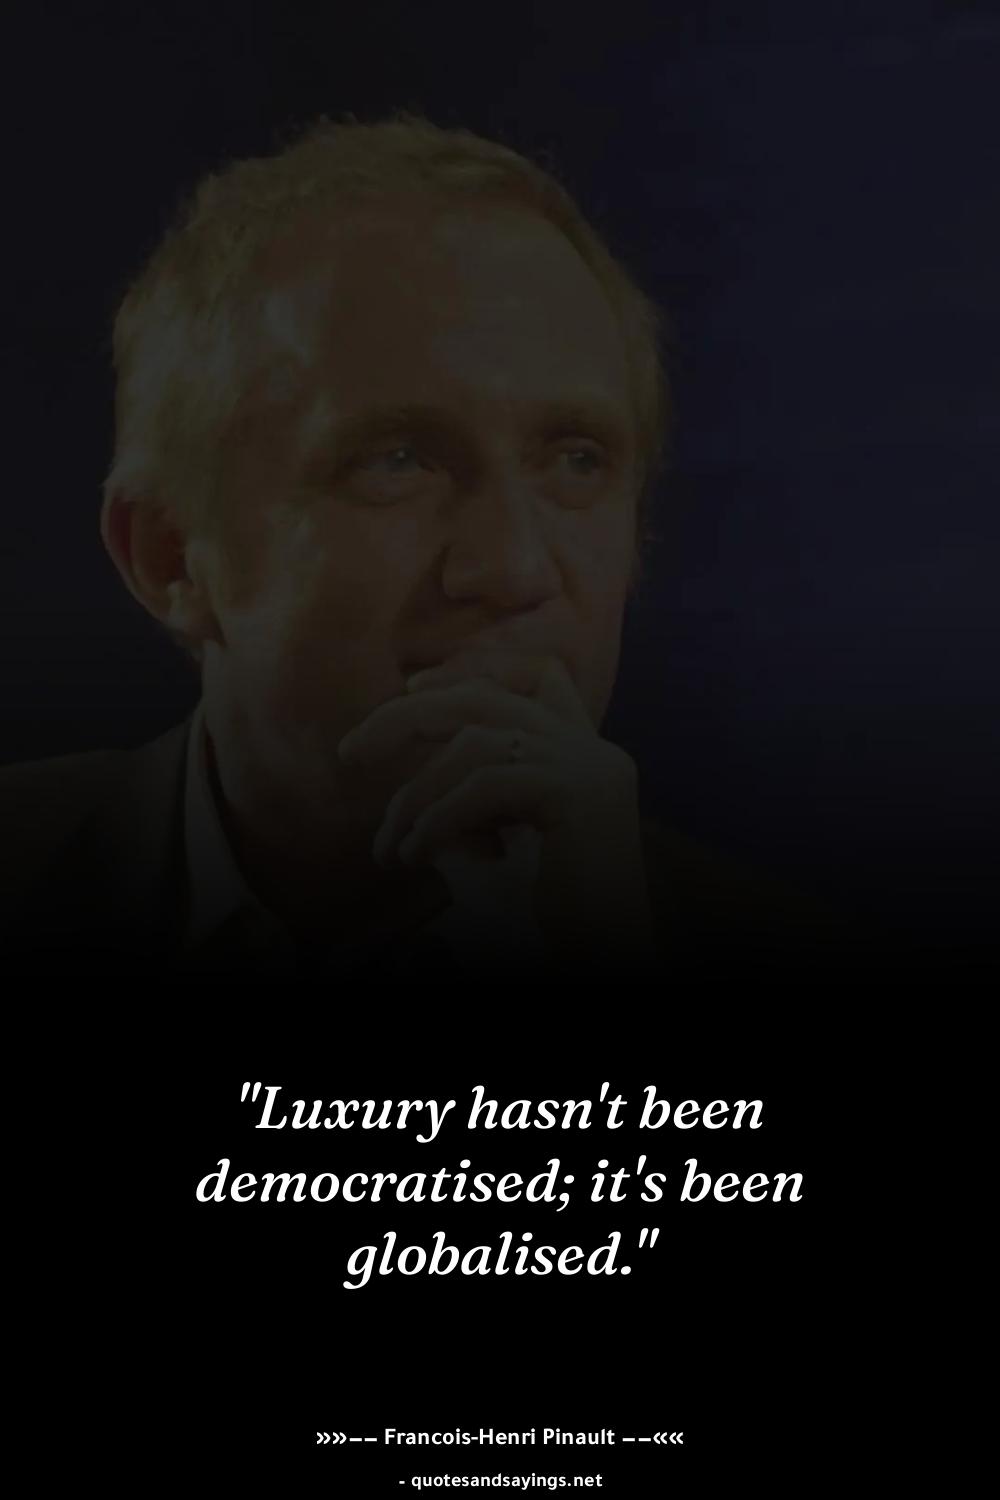 "Luxury hasn't been
democratised; it's been
globalised."
»»–– Francois-Henri Pinault ––««
- quotesandsayings.net